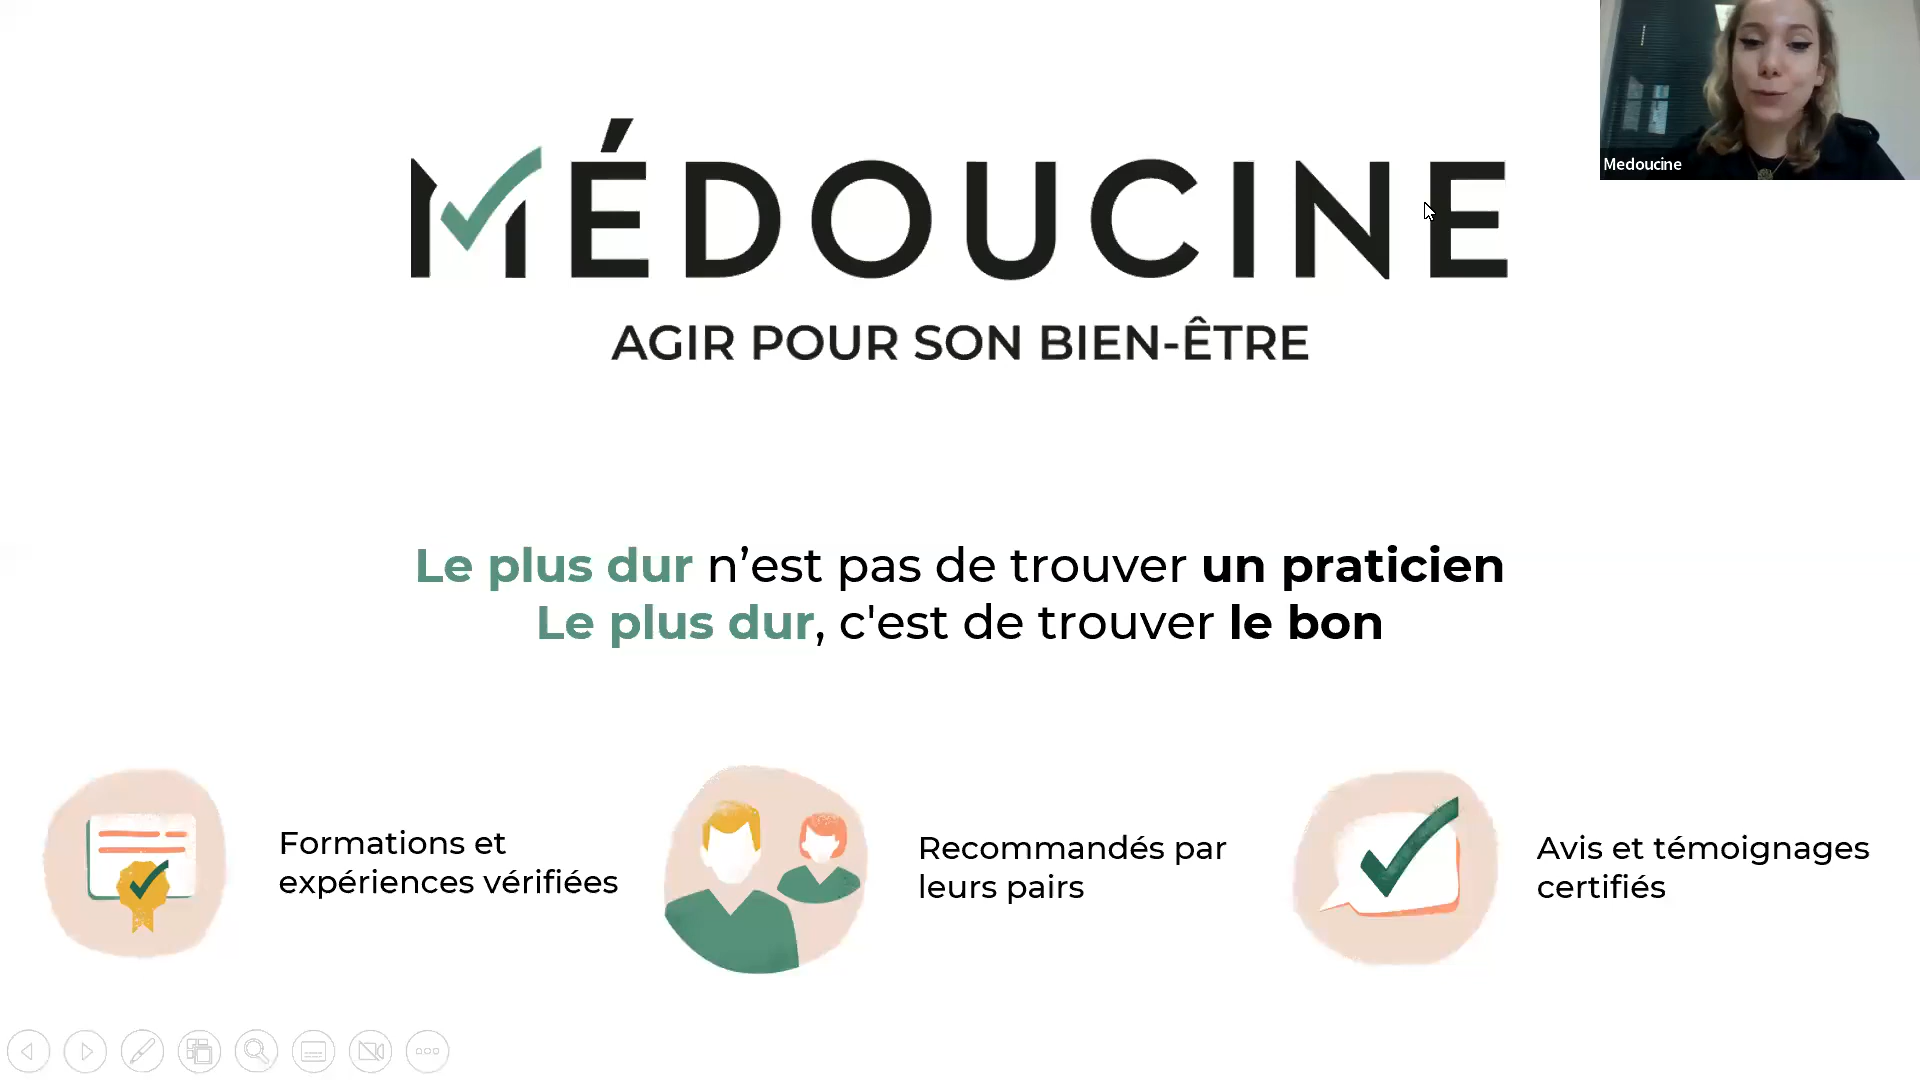 MÉDOUCINE
AGIR POUR SON BIEN-ÊTRE
Medoucine
Le plus dur n’est pas de trouver un praticien
Le plus dur, c'est de trouver le bon
Formations et
expériences vérifiées
Recommandés par
leurs pairs
Avis et témoignages
certifiés